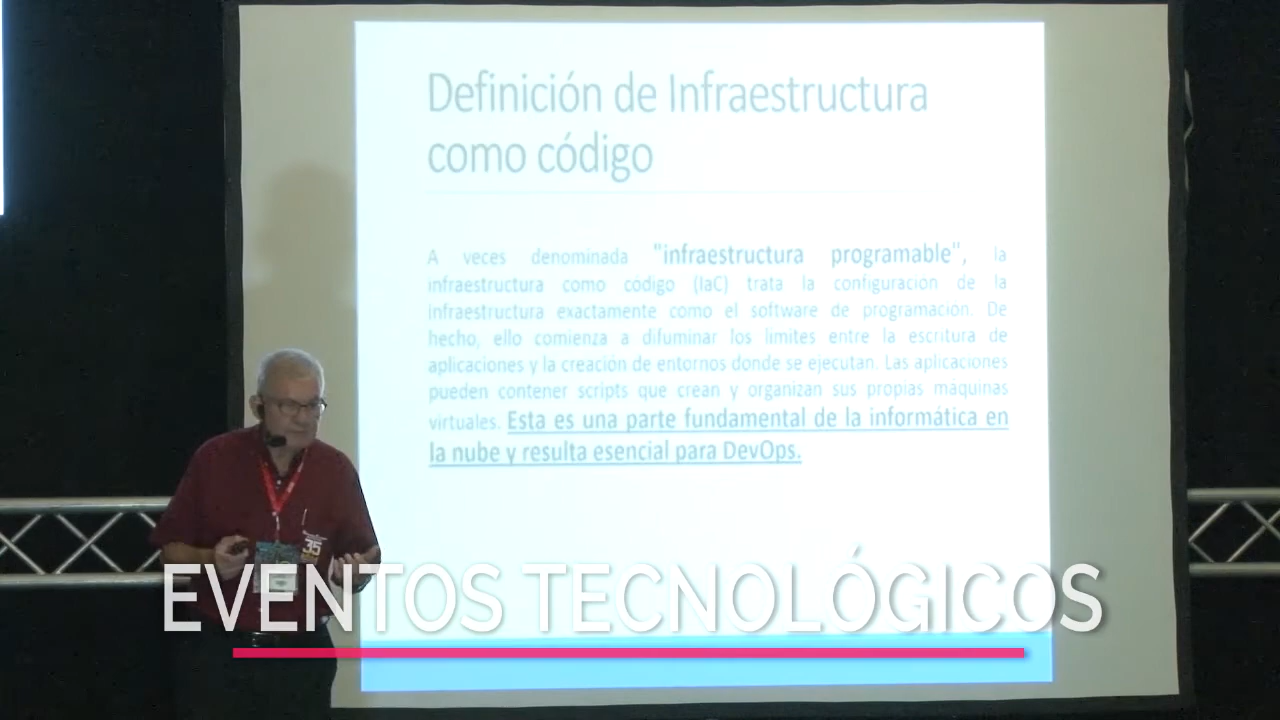 Definición de Infraestructura
como código
A veces denominada "infraestructura programable", la
infraestructura como código (IaC) trata la configuración de la
infraestructura exactamente como el software de programación. De
hecho, ello comienza a difuminar los límites entre la escritura de
aplicaciones y la creación de entornos donde se ejecutan. Las aplicaciones
pueden contener scripts que crean y organizan sus propias máquinas
virtuales. Esta es una parte fundamental de la informática en
la nube y resulta esencial para DevOps.
35
EVENTOS TECNOLÓGICOS